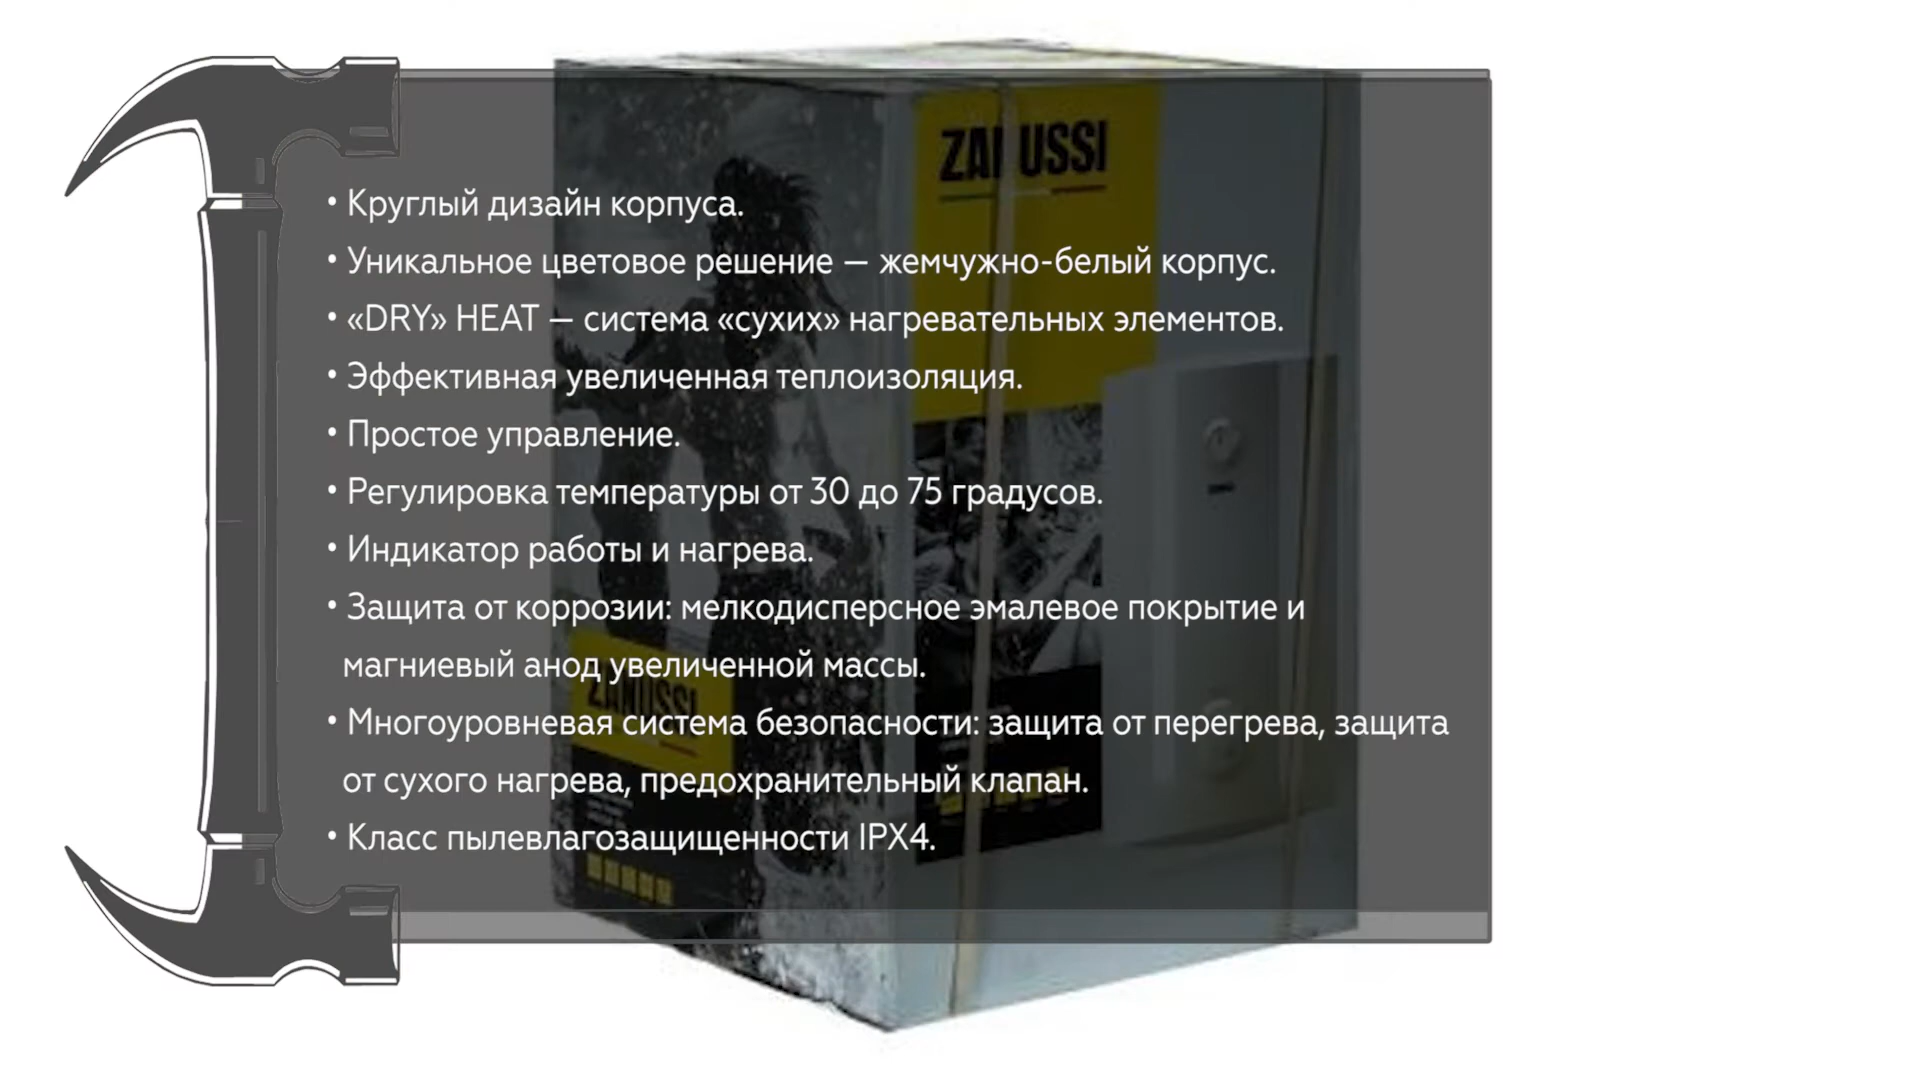 ZANUSSI
• Круглый дизайн корпуса.
• Уникальное цветовое решение — жемчужно-белый корпус.
• «DRY» HEAT — система «сухих» нагревательных элементов.
• Эффективная увеличенная теплоизоляция.
• Простое управление.
• Регулировка температуры от 30 до 75 градусов.
• Индикатор работы и нагрева.
• Защита от коррозии: мелкодисперсное эмалевое покрытие и
магниевый анод увеличенной массы.
ZANUSSI
• Многоуровневая система безопасности: защита от перегрева, защита
от сухого нагрева, предохранительный клапан.
• Класс пылевлагозащищенности IPX4.